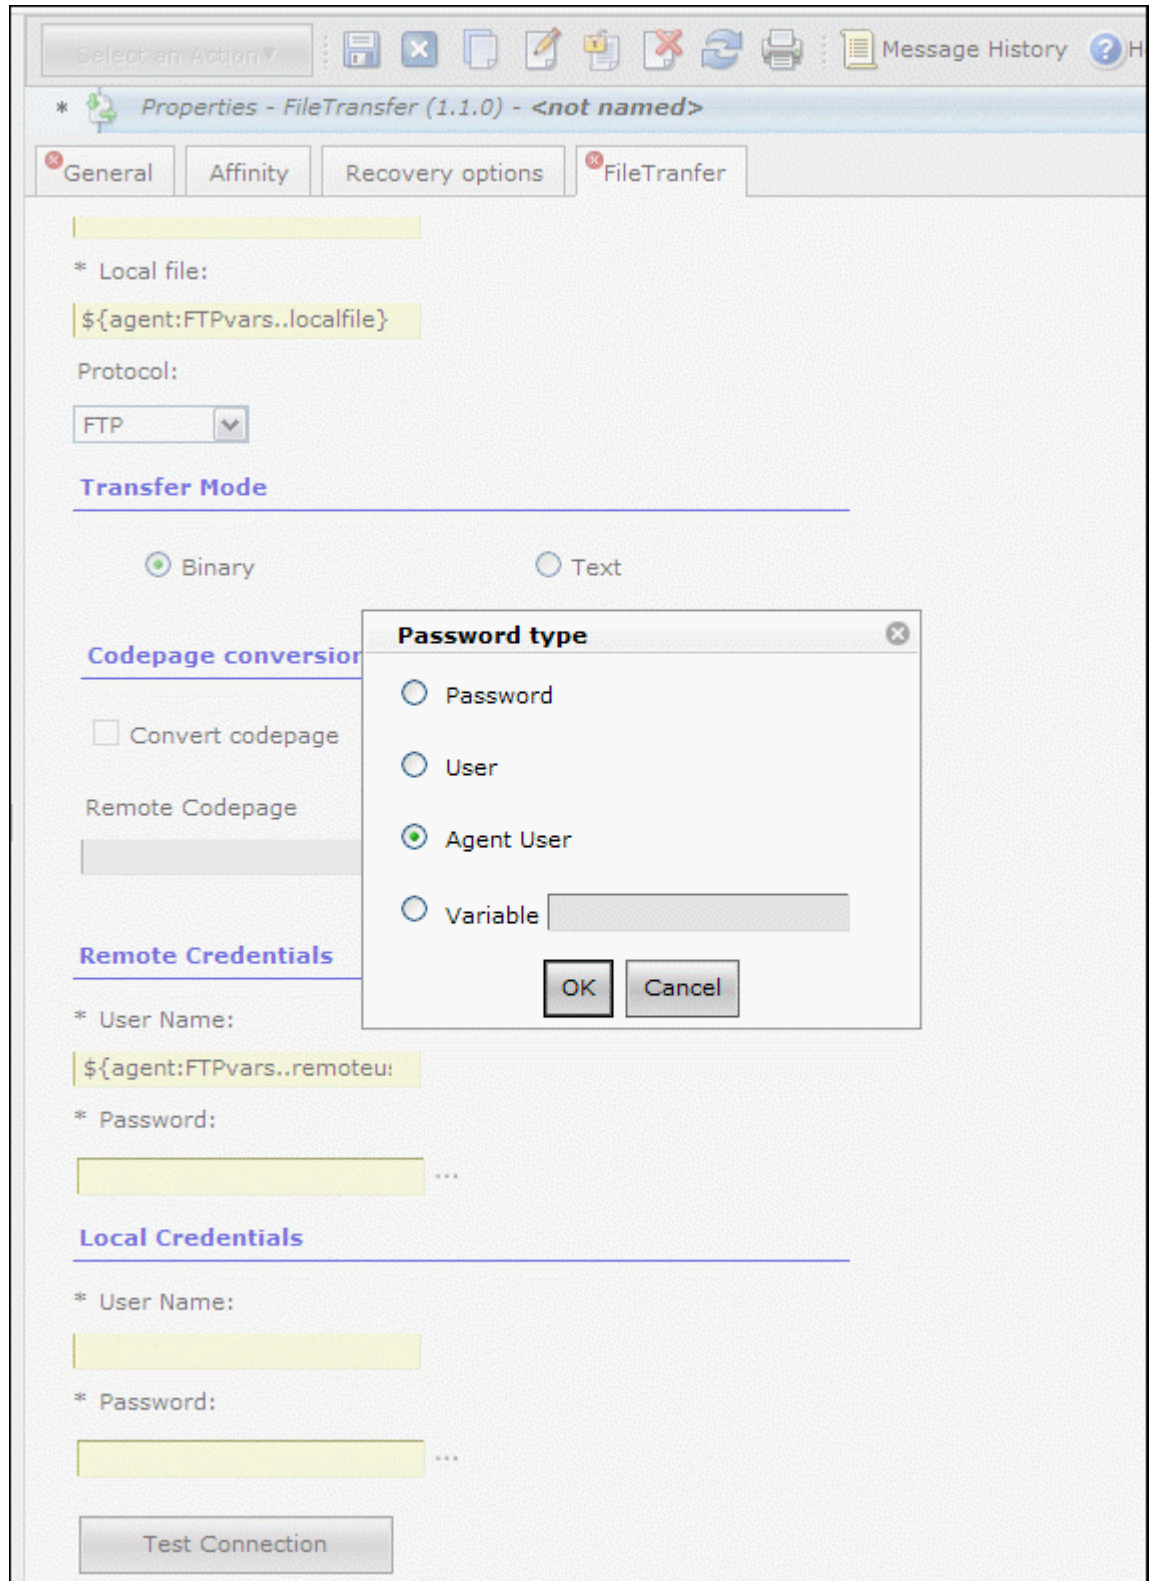 Select an Action ▼ Message History ? H
* Properties - FileTransfer (1.1.0) - <not named>
General Affinity Recovery options FileTranfer
* Local file:
${agent:FTPvars..localfile}
Protocol:
FTP
Transfer Mode
Binary Text
Password type
Codepage conversion
Password
Convert codepage
User
Remote Codepage
Agent User
Variable
Remote Credentials
OK Cancel
* User Name:
${agent:FTPvars..remoteus
* Password:
...
Local Credentials
* User Name:
* Password:
...
Test Connection